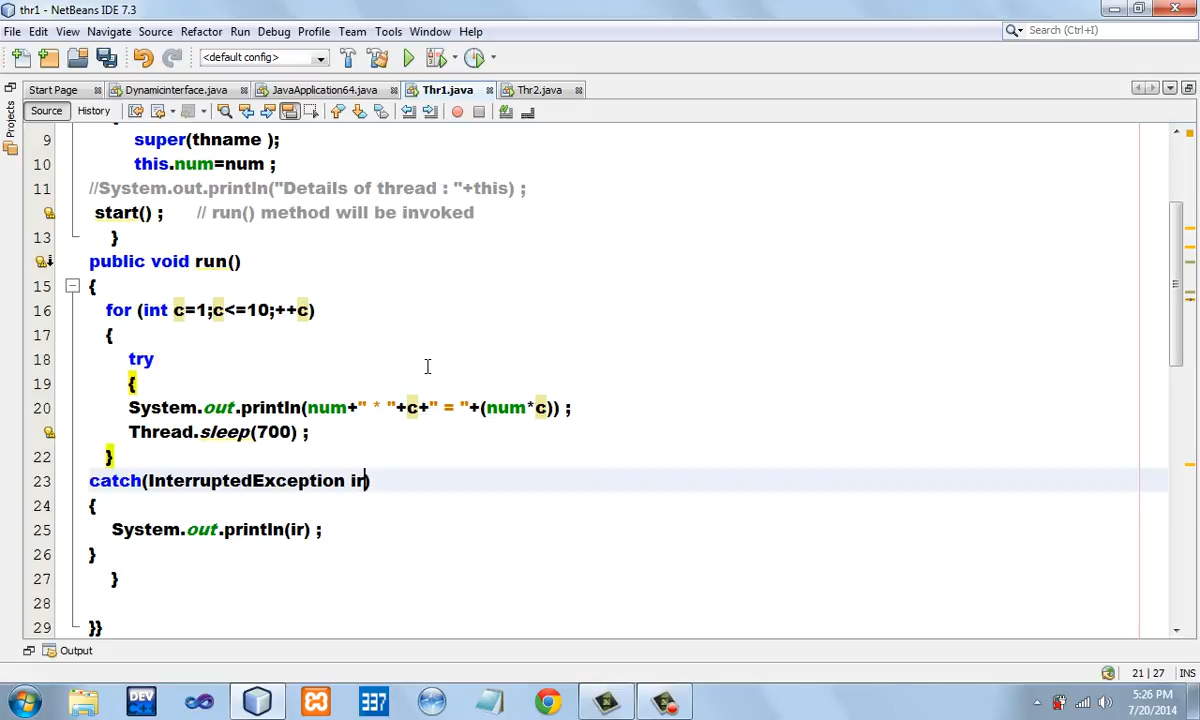 thr1 - NetBeans IDE 7.3
File Edit View Navigate Source Refactor Run Debug Profile Team Tools Window Help
Search (Ctrl+I)
<default config>
Start Page Dynamicinterface.java JavaApplication64.java Thr1.java Thr2.java
Projects
Source History
9 super(thname );
10 this.num=num ;
11 //System.out.println("Details of thread : "+this) ;
start() ; // run() method will be invoked
13 }
public void run()
15 {
16 for (int c=1;c<=10;++c)
17 {
18 try
19 {
20 System.out.println(num+" * "+c+" = "+(num*c)) ;
Thread.sleep(700) ;
22 }
23 catch(InterruptedException ir)
24 {
25 System.out.println(ir) ;
26 }
27 }
28
29 }}
Output
21 | 27 INS
DEV
337
5:26 PM
7/20/2014